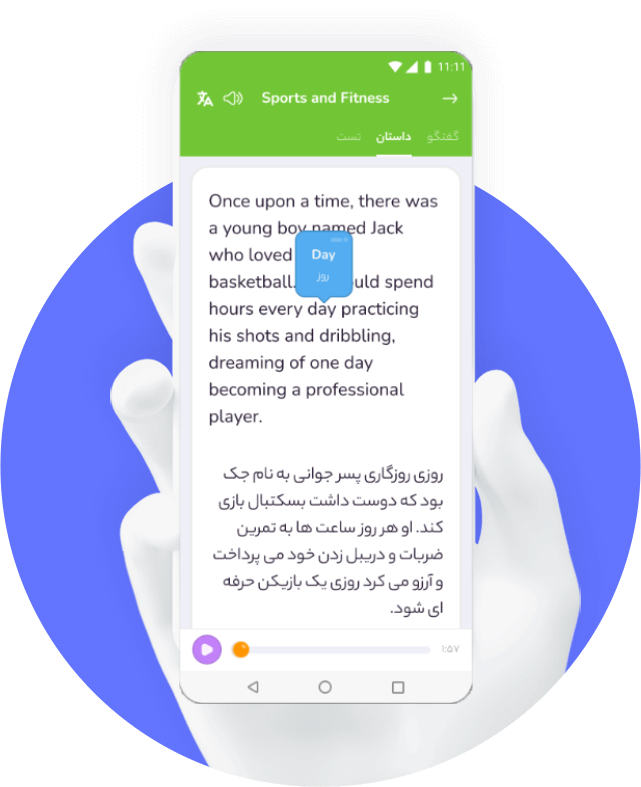 11:11
Sports and Fitness
گفتگو داستان تست
Once upon a time, there was
a young boy named Jack
who loved
Day
روز
basketball. uld spend
hours every day practicing
his shots and dribbling,
dreaming of one day
becoming a professional
player.
روزی روزگاری پسر جوانی به نام جک
بود که دوست داشت بسکتبال بازی
کند. او هر روز ساعت ها به تمرین
ضربات و دریبل زدن خود می پرداخت
و آرزو می کرد روزی یک بازیکن حرفه
ای شود.
۱:۵۷